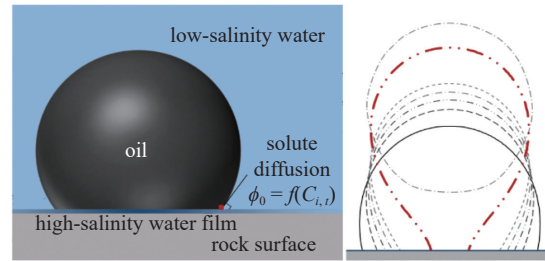 low-salinity water
oil
solute
diffusion
ϕ₀ = f(Cᵢ, ₜ)
high-salinity water film
rock surface